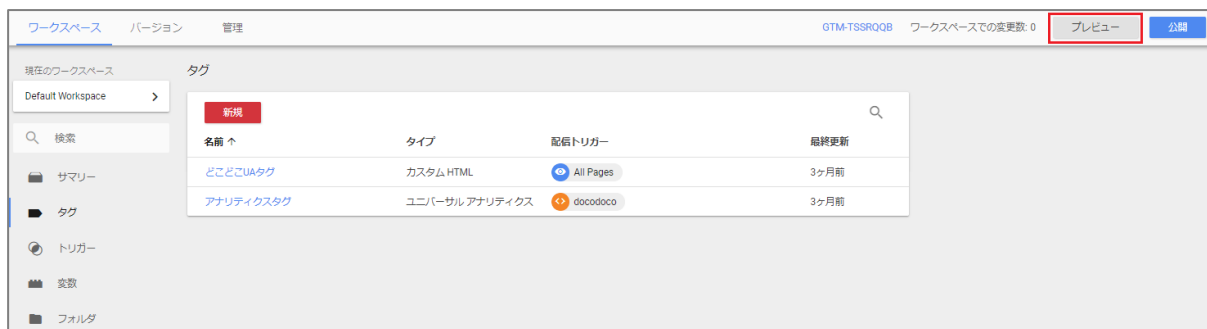 ワークスペース バージョン 管理 GTM-TSSRQQB ワークスペースでの変更数: 0 プレビュー 公開
現在のワークスペース タグ
Default Workspace
新規
検索
名前 タイプ 配信トリガー 最終更新
サマリー
どこどこUAタグ カスタム HTML All Pages 3ヶ月前
タグ
アナリティクスタグ ユニバーサル アナリティクス docodoco 3ヶ月前
トリガー
変数
フォルダ